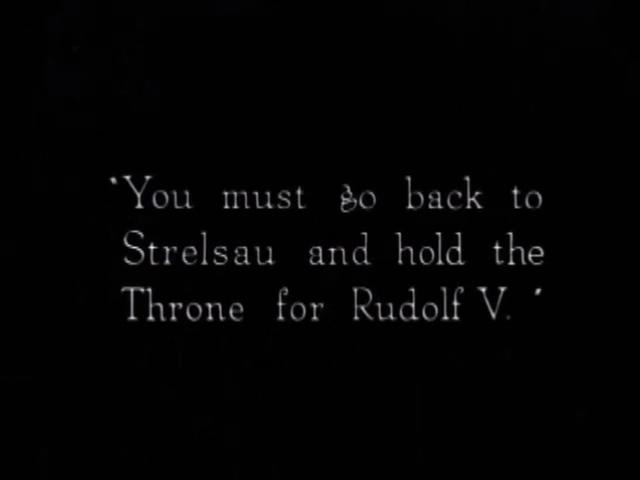 "You must go back to
Strelsau and hold the
Throne for Rudolf V. "